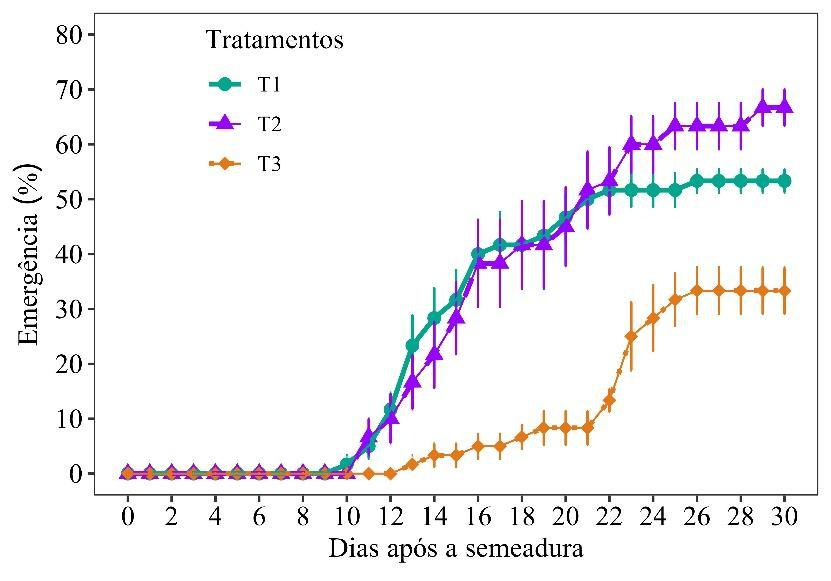 Tratamentos
T1
T2
T3
Emergência (%)
80
70
60
50
40
30
20
10
0
0 2 4 6 8 10 12 14 16 18 20 22 24 26 28 30
Dias após a semeadura